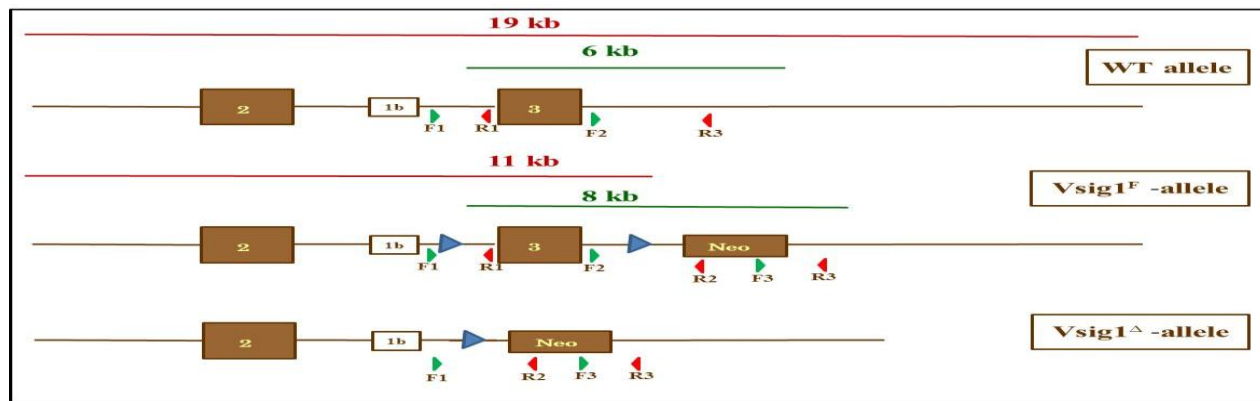 19 kb
6 kb
WT allele
2 1b 3
F1 R1 F2 R3
11 kb
Vsig1F -allele
8 kb
2 1b 3 Neo
F1 R1 F2 R2 F3 R3
Vsig1Δ -allele
2 1b Neo
F1 R2 F3 R3